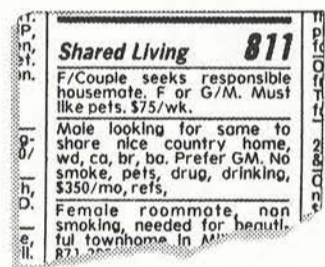 Shared Living 811
F/Couple seeks responsible
housemate. F or G/M. Must
like pets. $75/wk.
Male looking for same to
share nice country home,
wd, ca, br, ba. Prefer GM. No
smoke, pets, drug, drinking,
$350/mo, refs,
Female roommate, non
smoking, needed for beauti-
ful townhome in